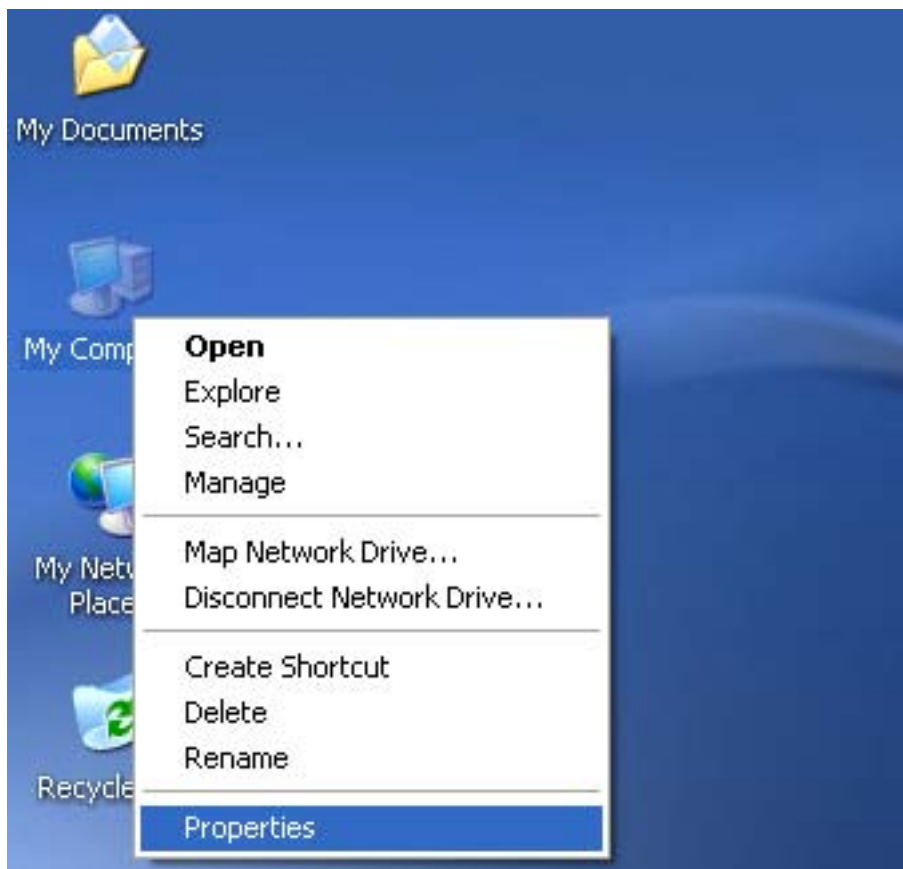 My Documents
My Comp
My Netw
Place
Recycle
Open
Explore
Search...
Manage
Map Network Drive...
Disconnect Network Drive...
Create Shortcut
Delete
Rename
Properties